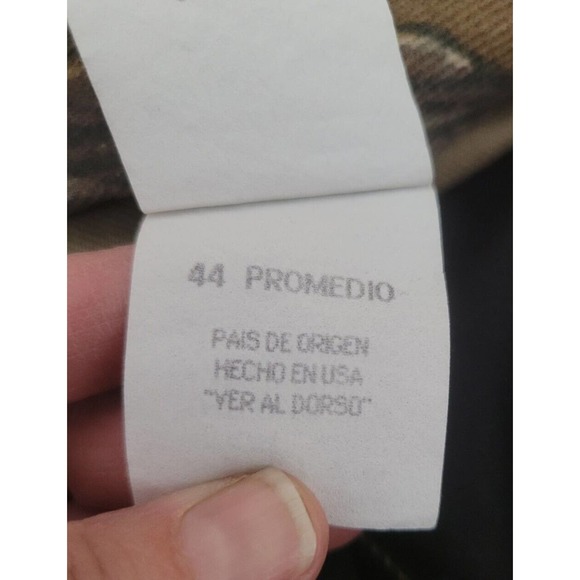 44 PROMEDIO
PAIS DE ORIGEN
HECHO EN USA
"VER AL DORSO"